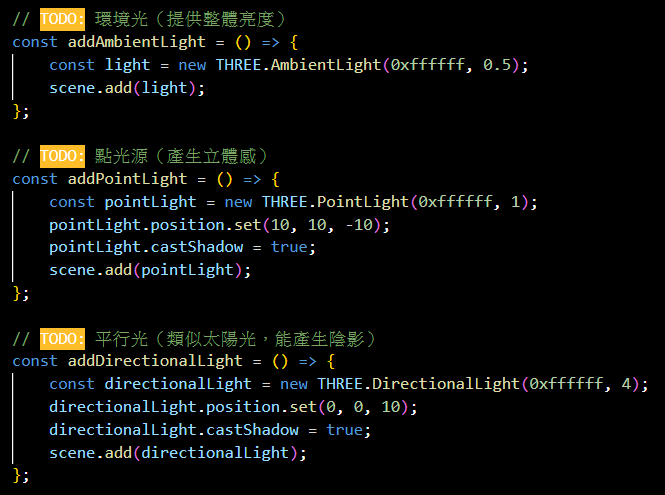 // TODO: 環境光（提供整體亮度）
const addAmbientLight = () => {
    const light = new THREE.AmbientLight(0xffffff, 0.5);
    scene.add(light);
};

// TODO: 點光源（產生立體感）
const addPointLight = () => {
    const pointLight = new THREE.PointLight(0xffffff, 1);
    pointLight.position.set(10, 10, -10);
    pointLight.castShadow = true;
    scene.add(pointLight);
};

// TODO: 平行光（類似太陽光，能產生陰影）
const addDirectionalLight = () => {
    const directionalLight = new THREE.DirectionalLight(0xffffff, 4);
    directionalLight.position.set(0, 0, 10);
    directionalLight.castShadow = true;
    scene.add(directionalLight);
};